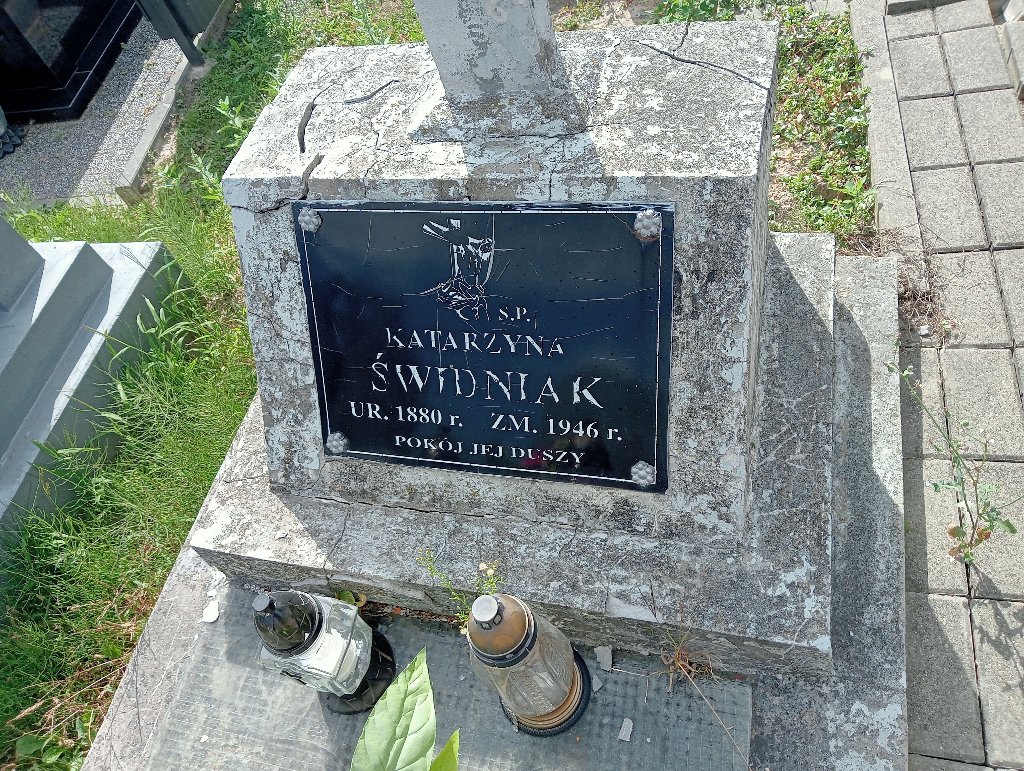 Ś.P.
KATARZYNA
ŚWIDNIAK
UR. 1880 r. ZM. 1946 r.
POKÓJ JEJ DUSZY